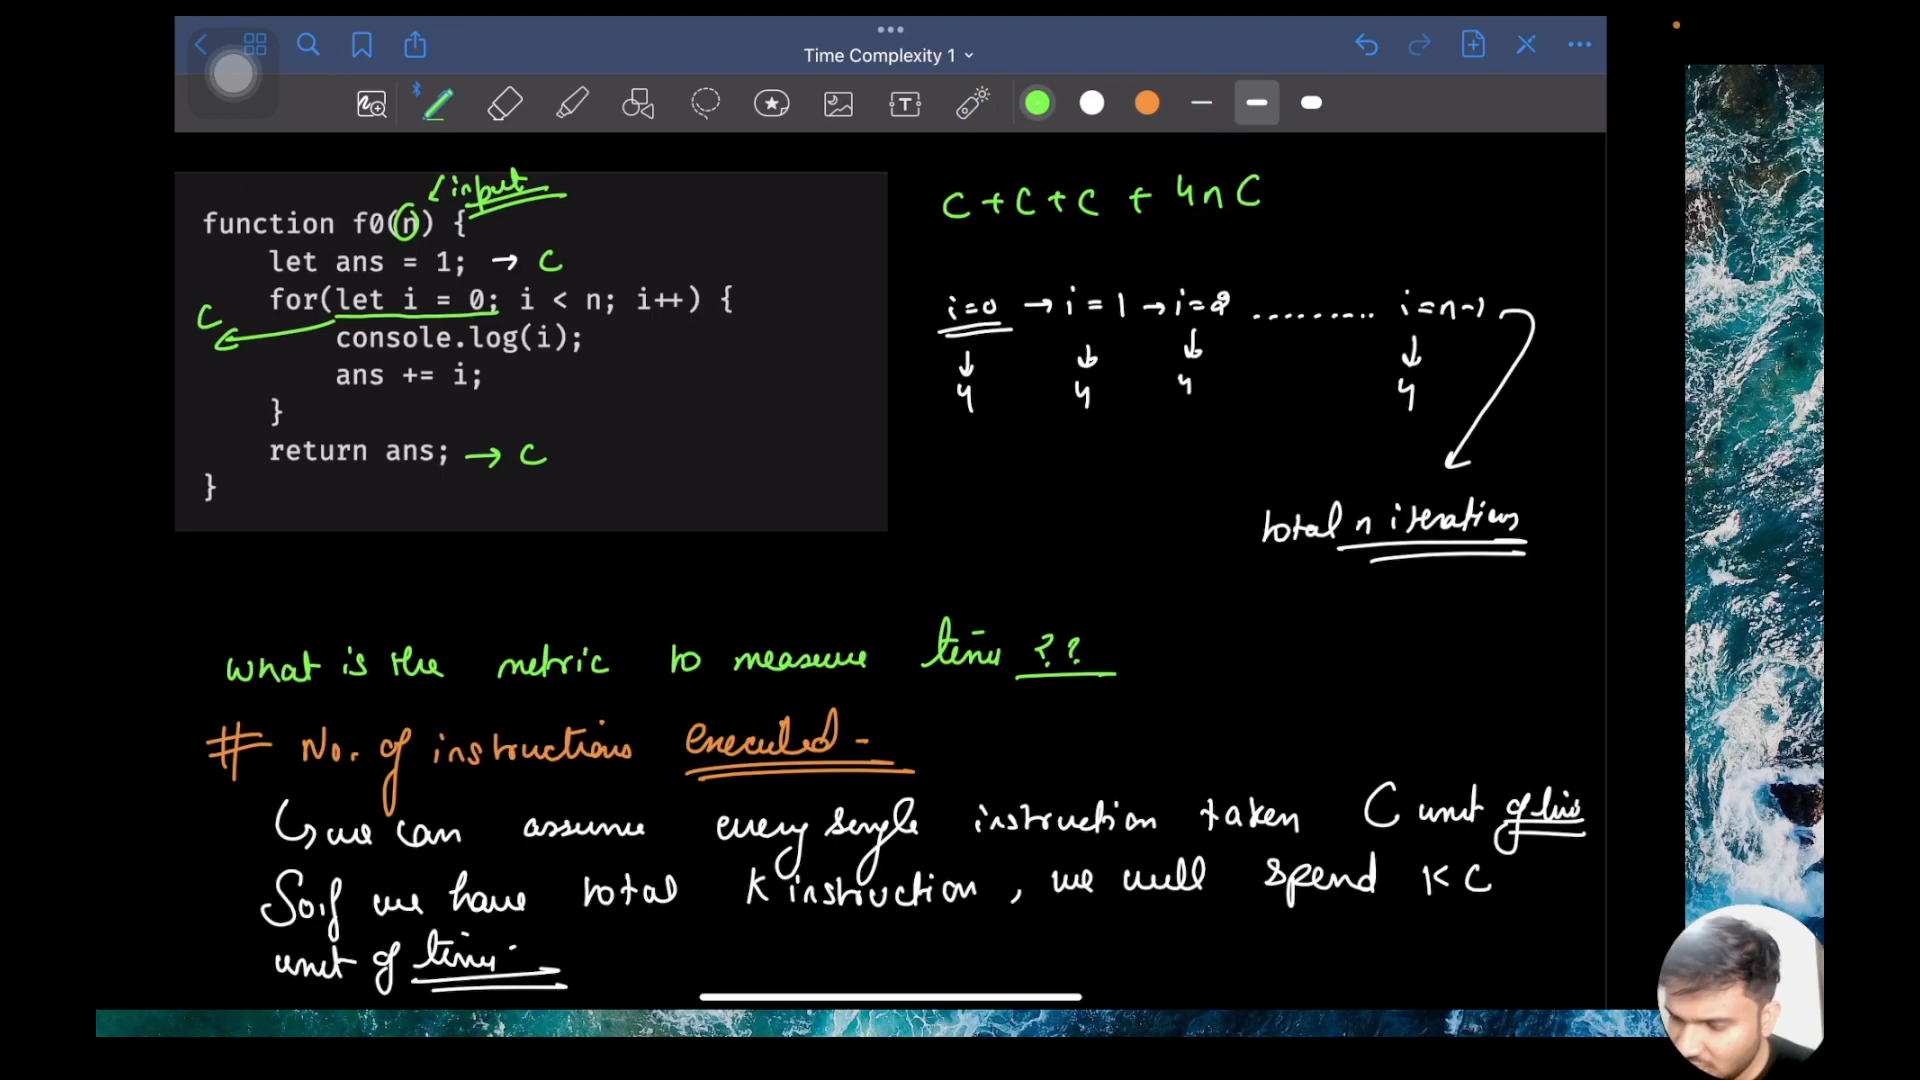 Time Complexity 1
input
function f0(n) {
let ans = 1; → C
for(let i = 0; i < n; i++) {
C
console.log(i);
ans += i;
}
return ans; → C
}
C + C + C + 4nC
i=0 → i=1 → i=2 .......... i=n-1
4 4 4 4
total n iterations
what is the metric to measure time ??
# No. of instructions executed -
↳ we can assume every single instruction taken C unit of time
So if we have total K instruction, we will spend KC
unit of time.